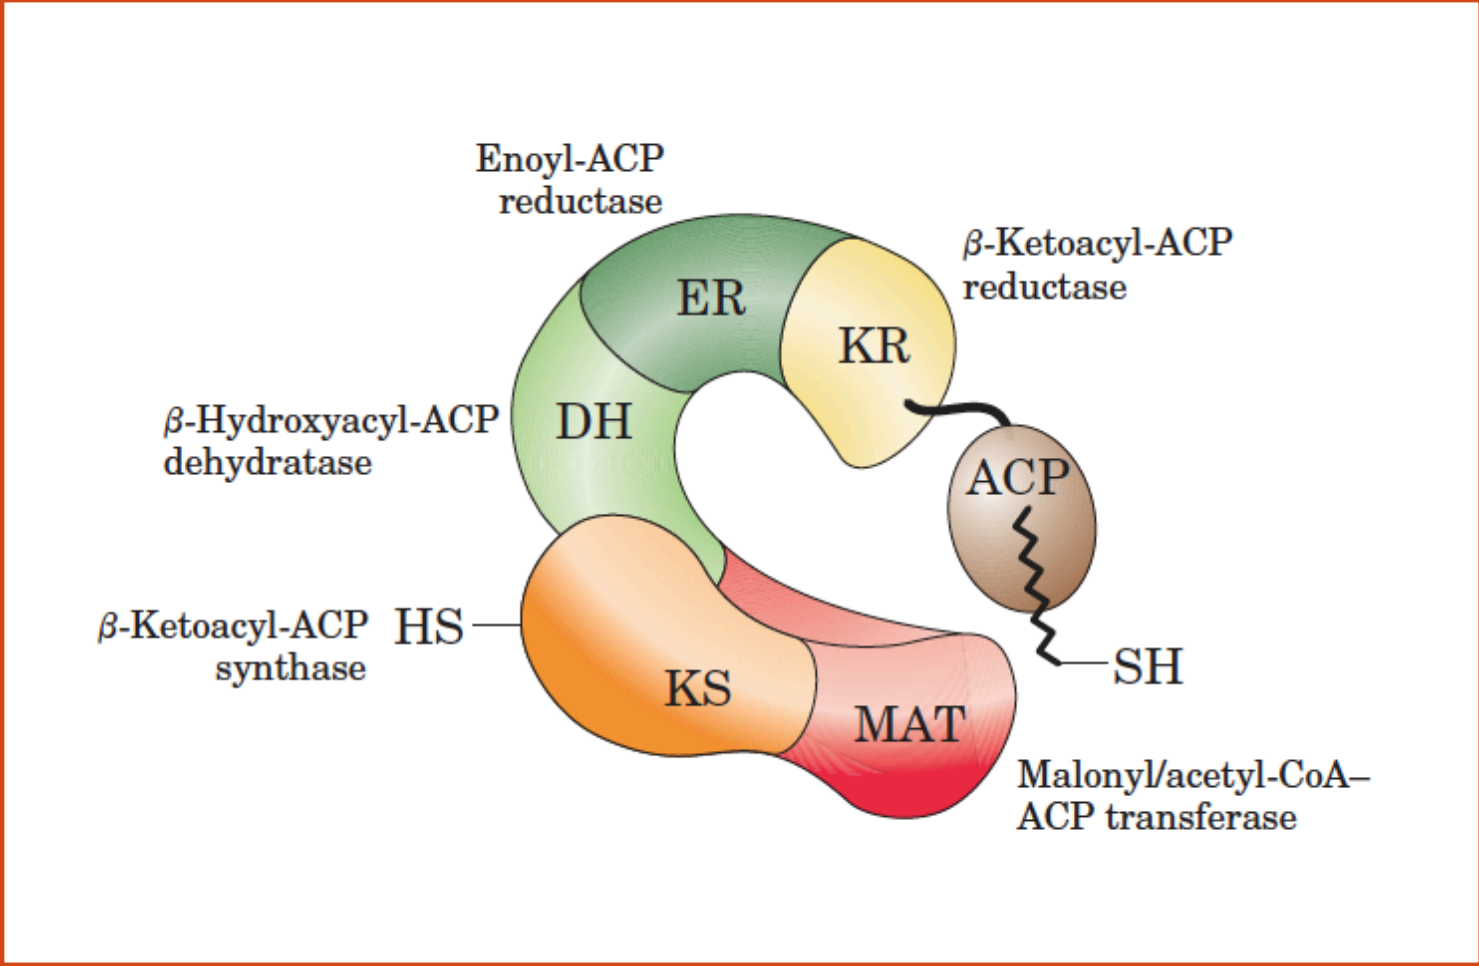 Enoyl-ACP
reductase
β-Ketoacyl-ACP
reductase
ER
KR
β-Hydroxyacyl-ACP
dehydratase
DH
ACP
β-Ketoacyl-ACP
synthase
HS
KS
SH
MAT
Malonyl/acetyl-CoA–
ACP transferase